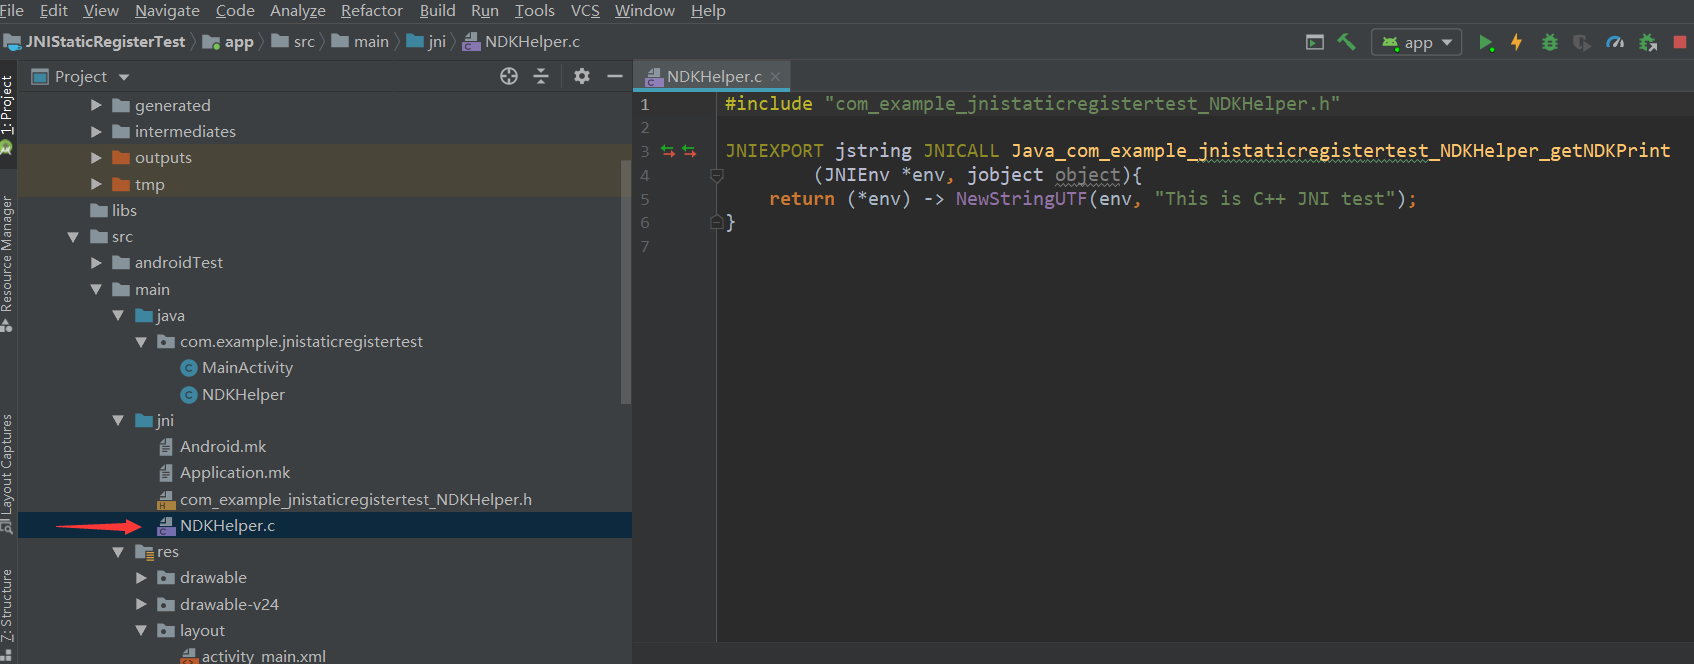 File Edit View Navigate Code Analyze Refactor Build Run Tools VCS Window Help
JNIStaticRegisterTest app src main jni NDKHelper.c app
1: Project
Resource Manager
Layout Captures
7: Structure
Project
generated
intermediates
outputs
tmp
libs
src
androidTest
main
java
com.example.jnistaticregistertest
MainActivity
NDKHelper
jni
Android.mk
Application.mk
com_example_jnistaticregistertest_NDKHelper.h
NDKHelper.c
res
drawable
drawable-v24
layout
activity_main.xml
NDKHelper.c
1 #include "com_example_jnistaticregistertest_NDKHelper.h"
2
3 JNIEXPORT jstring JNICALL Java_com_example_jnistaticregistertest_NDKHelper_getNDKPrint
4 (JNIEnv *env, jobject object){
5 return (*env) -> NewStringUTF(env, "This is C++ JNI test");
6 }
7